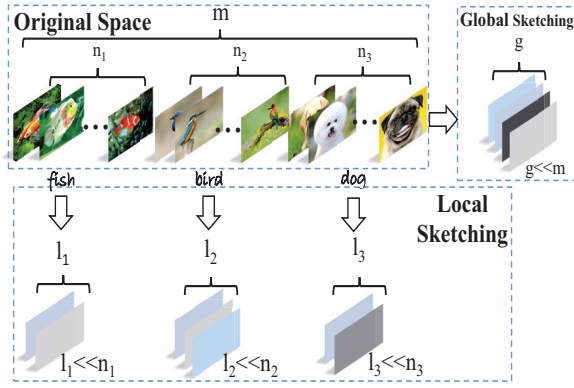 Original Space
m
n1
n2
n3
...
...
...
Global Sketching
g
g<<m
fish
bird
dog
Local
Sketching
l1
l2
l3
l1<<n1
l2<<n2
l3<<n3